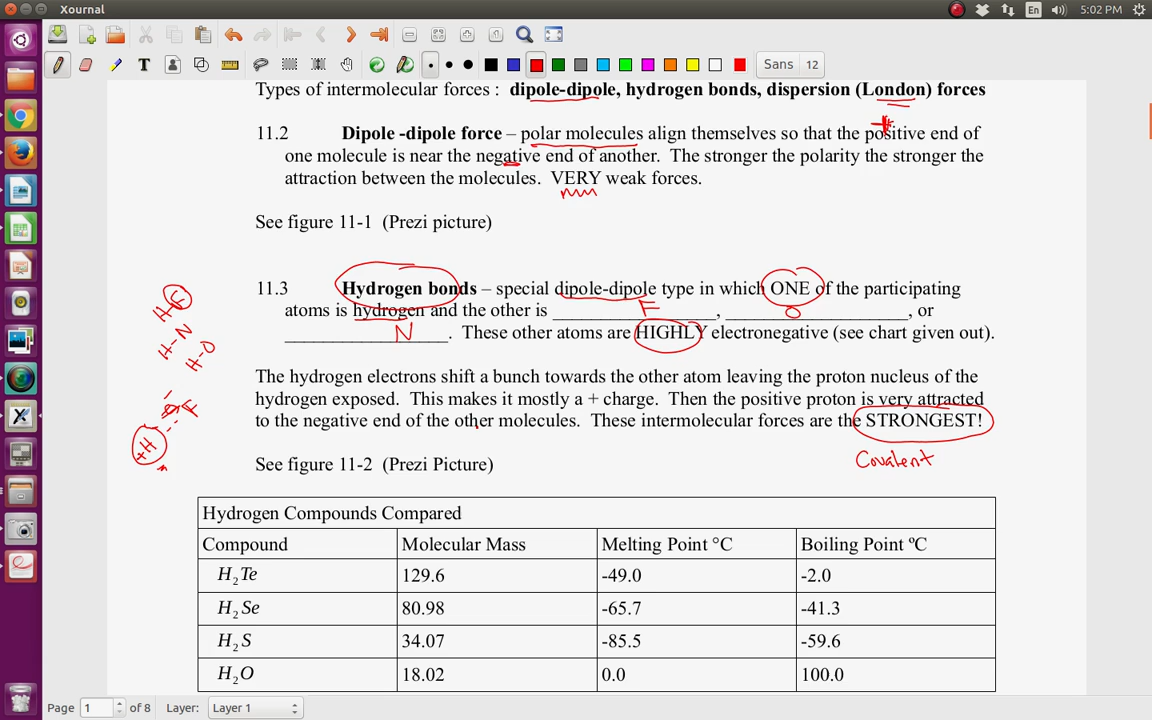 Xournal
En
5:02 PM
Sans 12
Types of intermolecular forces : dipole-dipole, hydrogen bonds, dispersion (London) forces
11.2 Dipole -dipole force – polar molecules align themselves so that the positive end of
one molecule is near the negative end of another. The stronger the polarity the stronger the
attraction between the molecules. VERY weak forces.
See figure 11-1 (Prezi picture)
11.3 Hydrogen bonds – special dipole-dipole type in which ONE of the participating
atoms is hydrogen and the other is F, O, or
N. These other atoms are HIGHLY electronegative (see chart given out).
H-F
H-N
H-O
The hydrogen electrons shift a bunch towards the other atom leaving the proton nucleus of the
hydrogen exposed. This makes it mostly a + charge. Then the positive proton is very attracted
to the negative end of the other molecules. These intermolecular forces are the STRONGEST!
+H
Covalent
See figure 11-2 (Prezi Picture)
Hydrogen Compounds Compared
Compound Molecular Mass Melting Point °C Boiling Point ºC
H2Te 129.6 -49.0 -2.0
H2Se 80.98 -65.7 -41.3
H2S 34.07 -85.5 -59.6
H2O 18.02 0.0 100.0
Page 1 of 8 Layer: Layer 1